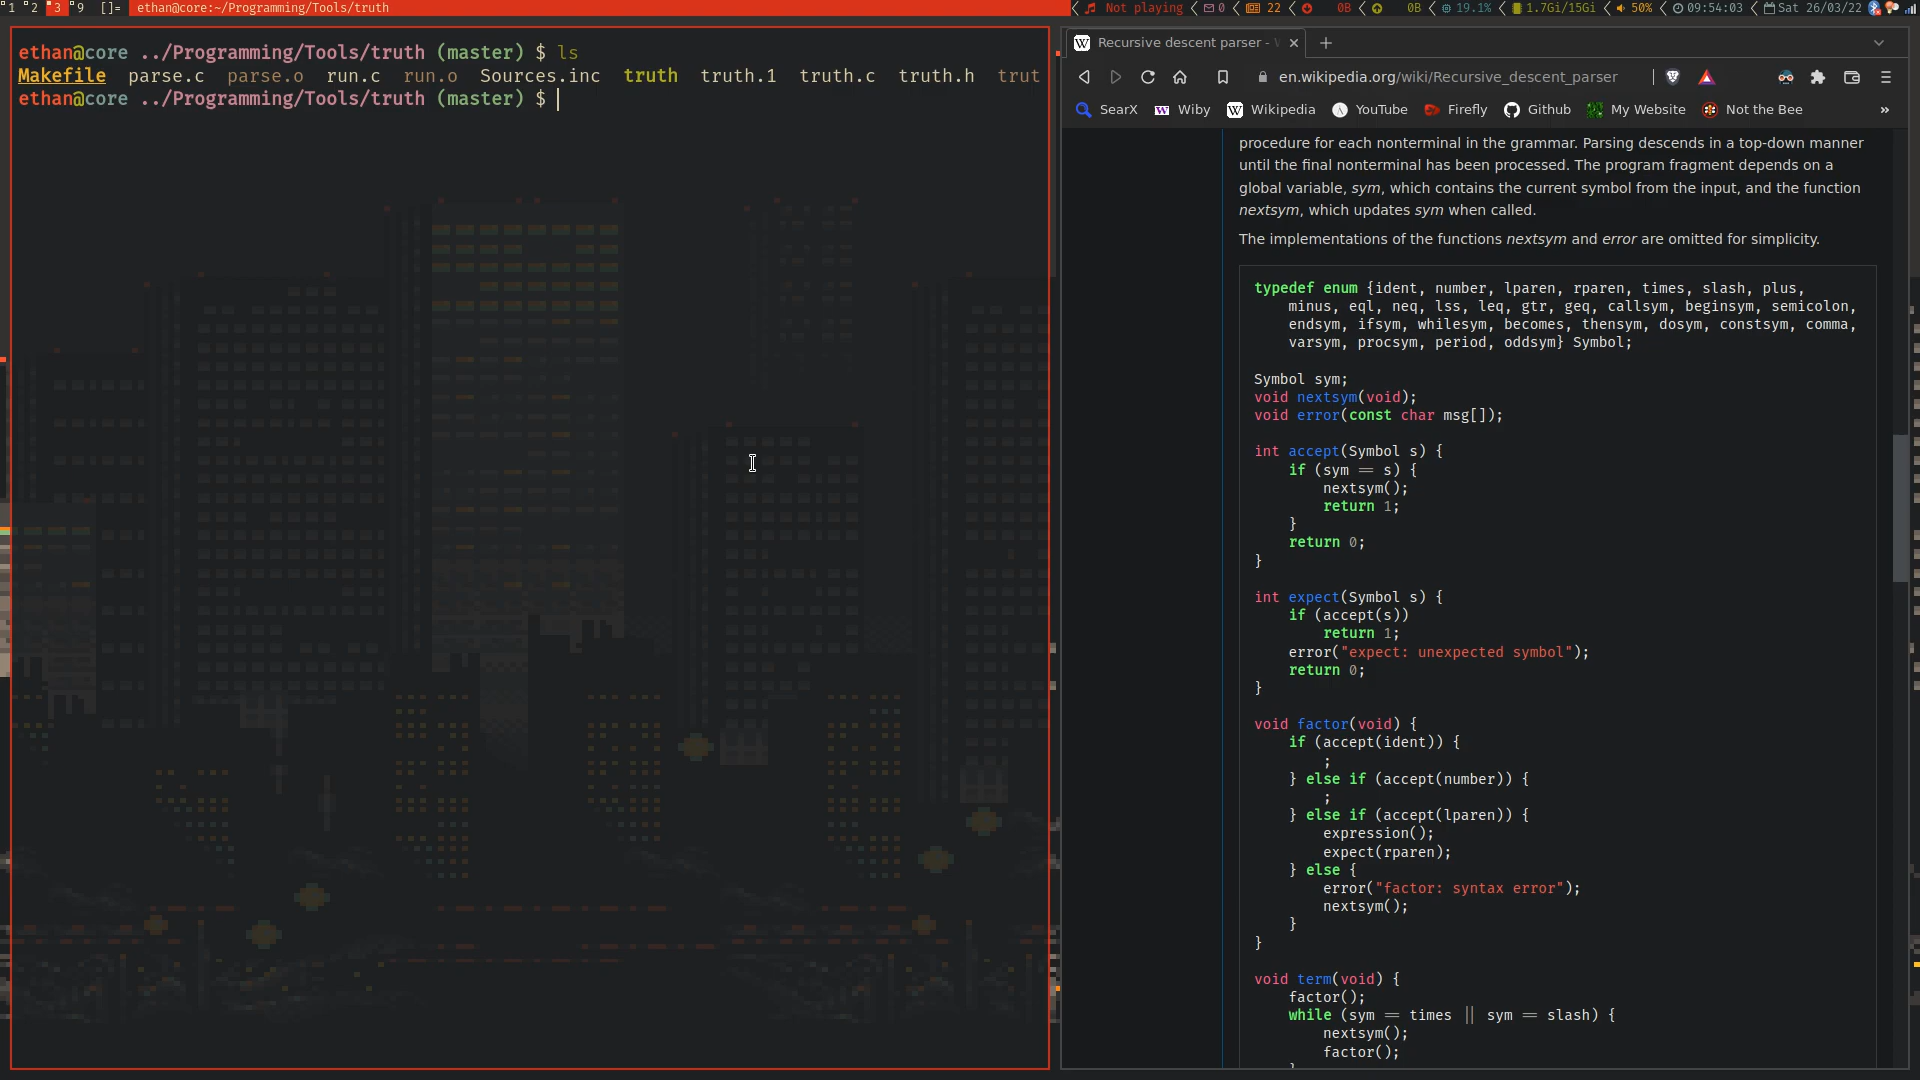 1 2 3 9 []= ethan@core:~/Programming/Tools/truth
Not playing 0 22 0B 0B 19.1% 1.7Gi/15Gi 50% 09:54:03 Sat 26/03/22
ethan@core ../Programming/Tools/truth (master) $ ls
Makefile parse.c parse.o run.c run.o Sources.inc truth truth.1 truth.c truth.h trut
ethan@core ../Programming/Tools/truth (master) $
Recursive descent parser -
en.wikipedia.org/wiki/Recursive_descent_parser
SearX Wiby Wikipedia YouTube Firefly Github My Website Not the Bee »
procedure for each nonterminal in the grammar. Parsing descends in a top-down manner
until the final nonterminal has been processed. The program fragment depends on a
global variable, sym, which contains the current symbol from the input, and the function
nextsym, which updates sym when called.
The implementations of the functions nextsym and error are omitted for simplicity.
typedef enum {ident, number, lparen, rparen, times, slash, plus,
minus, eql, neq, lss, leq, gtr, geq, callsym, beginsym, semicolon,
endsym, ifsym, whilesym, becomes, thensym, dosym, constsym, comma,
varsym, procsym, period, oddsym} Symbol;
Symbol sym;
void nextsym(void);
void error(const char msg[]);
int accept(Symbol s) {
if (sym == s) {
nextsym();
return 1;
}
return 0;
}
int expect(Symbol s) {
if (accept(s))
return 1;
error("expect: unexpected symbol");
return 0;
}
void factor(void) {
if (accept(ident)) {
;
} else if (accept(number)) {
;
} else if (accept(lparen)) {
expression();
expect(rparen);
} else {
error("factor: syntax error");
nextsym();
}
}
void term(void) {
factor();
while (sym == times || sym == slash) {
nextsym();
factor();